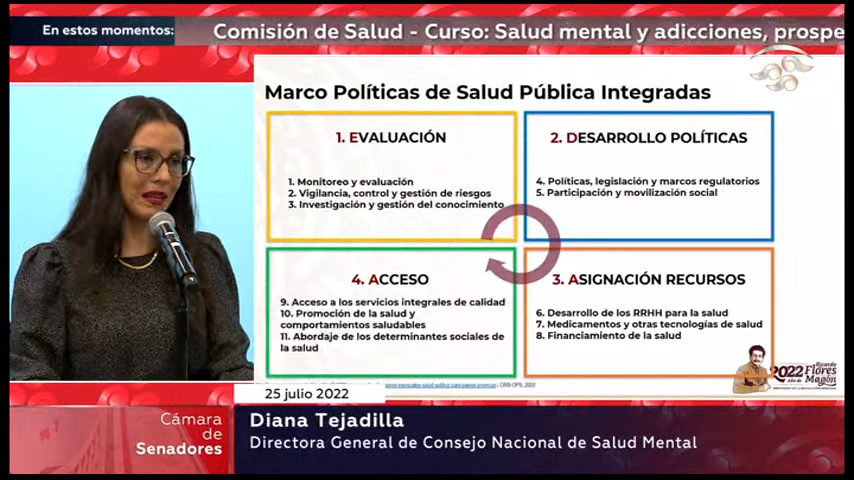 En estos momentos:
Comisión de Salud - Curso: Salud mental y adicciones, prospe
Marco Políticas de Salud Pública Integradas
1. EVALUACIÓN
1. Monitoreo y evaluación
2. Vigilancia, control y gestión de riesgos
3. Investigación y gestión del conocimiento
2. DESARROLLO POLÍTICAS
4. Políticas, legislación y marcos regulatorios
5. Participación y movilización social
4. ACCESO
9. Acceso a los servicios integrales de calidad
10. Promoción de la salud y
comportamientos saludables
11. Abordaje de los determinantes sociales de
la salud
3. ASIGNACIÓN RECURSOS
6. Desarrollo de los RRHH para la salud
7. Medicamentos y otras tecnologías de salud
8. Financiamiento de la salud
2022
Año de
Ricardo
Flores
Magón
25 julio 2022
Cámara
de
Senadores
Diana Tejadilla
Directora General de Consejo Nacional de Salud Mental